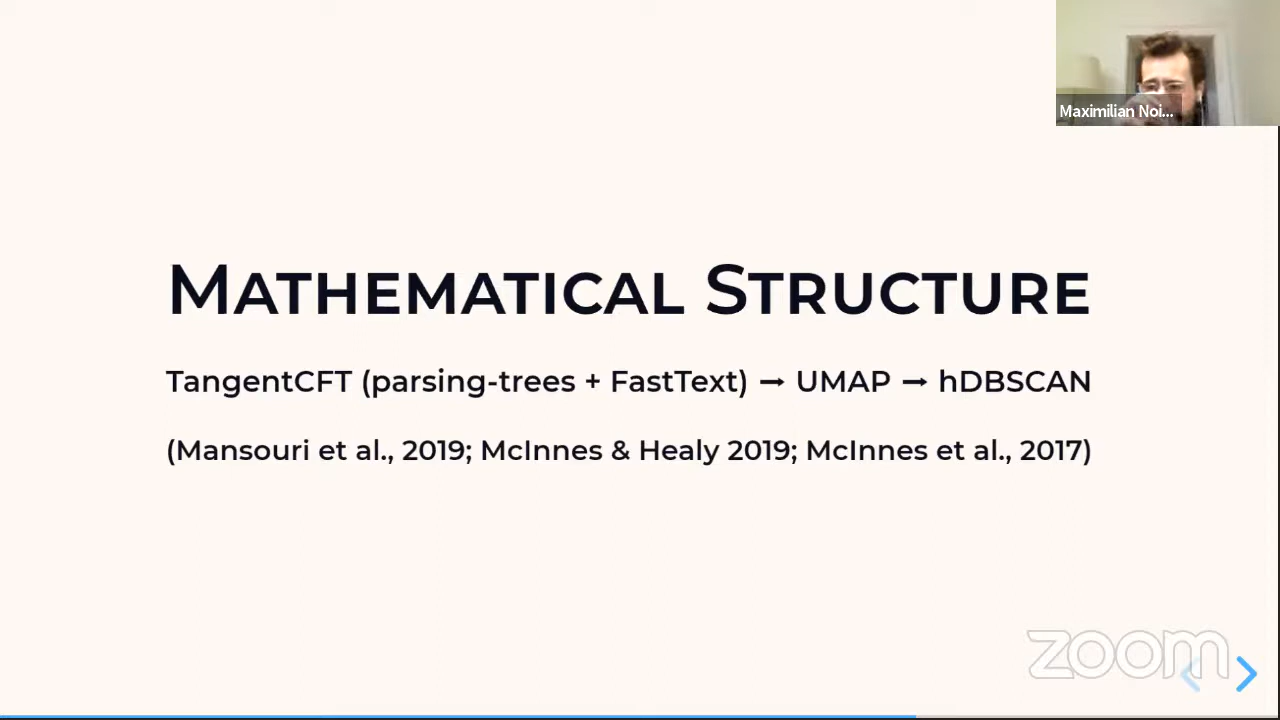 Maximilian Noi...
MATHEMATICAL STRUCTURE
TangentCFT (parsing-trees + FastText) → UMAP → hDBSCAN
(Mansouri et al., 2019; McInnes & Healy 2019; McInnes et al., 2017)
zoom